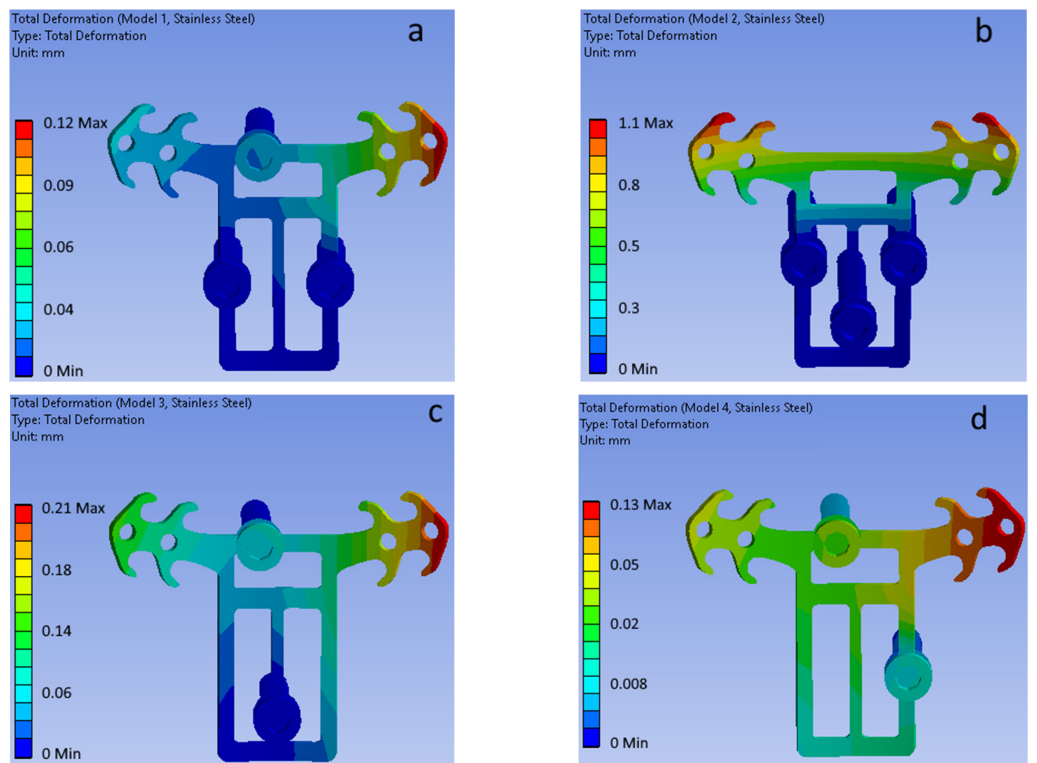 Total Deformation (Model 1, Stainless Steel)
Type: Total Deformation
Unit: mm
a
0.12 Max
0.09
0.06
0.04
0 Min
Total Deformation (Model 2, Stainless Steel)
Type: Total Deformation
Unit: mm
b
1.1 Max
0.8
0.5
0.3
0 Min
Total Deformation (Model 3, Stainless Steel)
Type: Total Deformation
Unit: mm
c
0.21 Max
0.18
0.14
0.06
0 Min
Total Deformation (Model 4, Stainless Steel)
Type: Total Deformation
Unit: mm
d
0.13 Max
0.05
0.02
0.008
0 Min